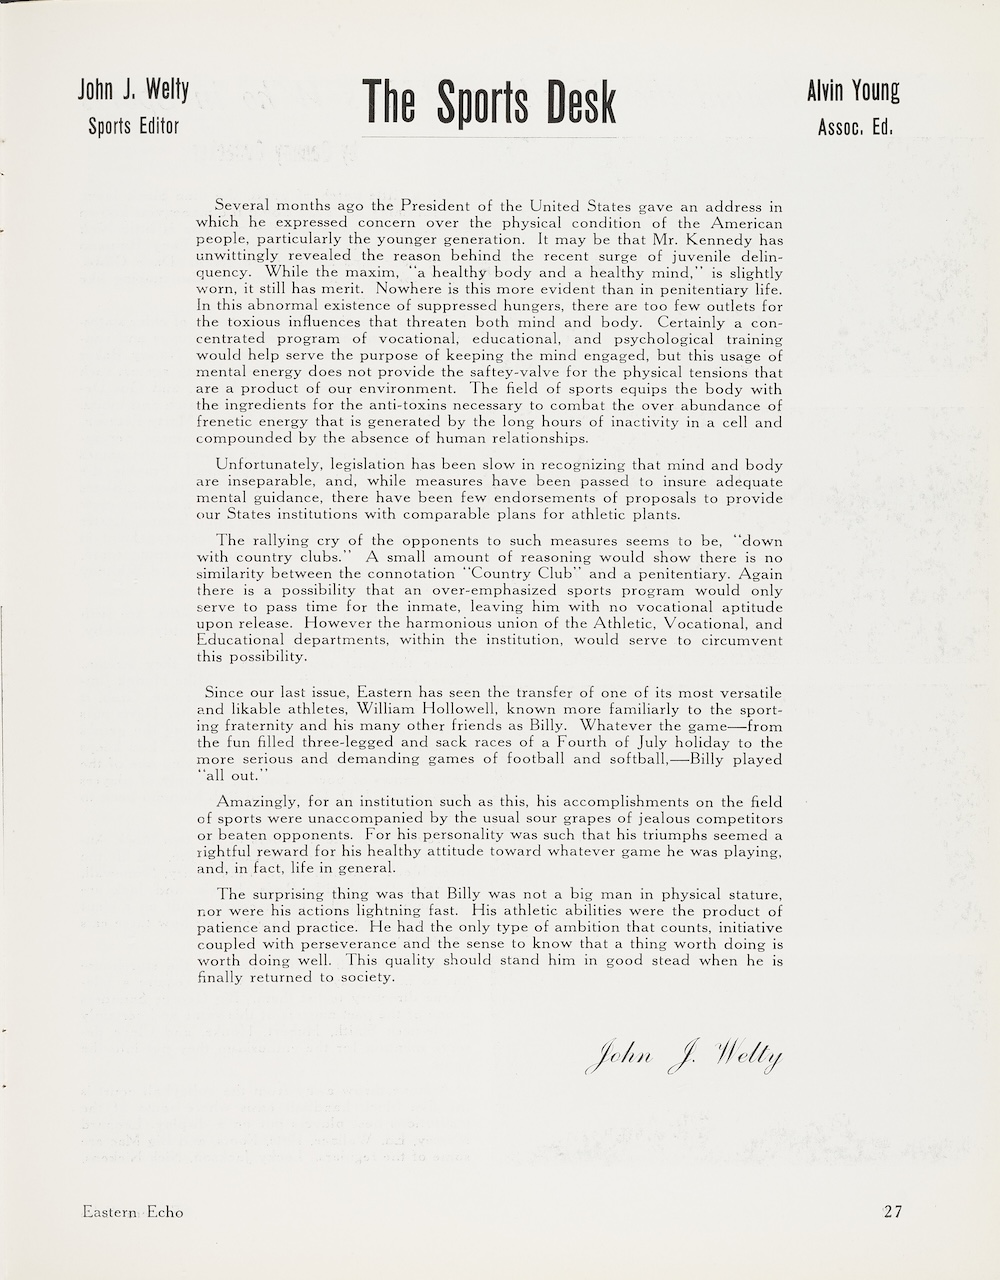 John J. Welty
Sports Editor
The Sports Desk
Alvin Young
Assoc. Ed.
Several months ago the President of the United States gave an address in
which he expressed concern over the physical condition of the American
people, particularly the younger generation. It may be that Mr. Kennedy has
unwittingly revealed the reason behind the recent surge of juvenile delin-
quency. While the maxim, "a healthy body and a healthy mind," is slightly
worn, it still has merit. Nowhere is this more evident than in penitentiary life.
In this abnormal existence of suppressed hungers, there are too few outlets for
the toxious influences that threaten both mind and body. Certainly a con-
centrated program of vocational, educational, and psychological training
would help serve the purpose of keeping the mind engaged, but this usage of
mental energy does not provide the saftey-valve for the physical tensions that
are a product of our environment. The field of sports equips the body with
the ingredients for the anti-toxins necessary to combat the over abundance of
frenetic energy that is generated by the long hours of inactivity in a cell and
compounded by the absence of human relationships.
Unfortunately, legislation has been slow in recognizing that mind and body
are inseparable, and, while measures have been passed to insure adequate
mental guidance, there have been few endorsements of proposals to provide
our States institutions with comparable plans for athletic plants.
The rallying cry of the opponents to such measures seems to be, "down
with country clubs." A small amount of reasoning would show there is no
similarity between the connotation "Country Club" and a penitentiary. Again
there is a possibility that an over-emphasized sports program would only
serve to pass time for the inmate, leaving him with no vocational aptitude
upon release. However the harmonious union of the Athletic, Vocational, and
Educational departments, within the institution, would serve to circumvent
this possibility.
Since our last issue, Eastern has seen the transfer of one of its most versatile
and likable athletes, William Hollowell, known more familiarly to the sport-
ing fraternity and his many other friends as Billy. Whatever the game—from
the fun filled three-legged and sack races of a Fourth of July holiday to the
more serious and demanding games of football and softball,—Billy played
"all out."
Amazingly, for an institution such as this, his accomplishments on the field
of sports were unaccompanied by the usual sour grapes of jealous competitors
or beaten opponents. For his personality was such that his triumphs seemed a
rightful reward for his healthy attitude toward whatever game he was playing,
and, in fact, life in general.
The surprising thing was that Billy was not a big man in physical stature,
nor were his actions lightning fast. His athletic abilities were the product of
patience and practice. He had the only type of ambition that counts, initiative
coupled with perseverance and the sense to know that a thing worth doing is
worth doing well. This quality should stand him in good stead when he is
finally returned to society.
John J. Welty
Eastern Echo
27